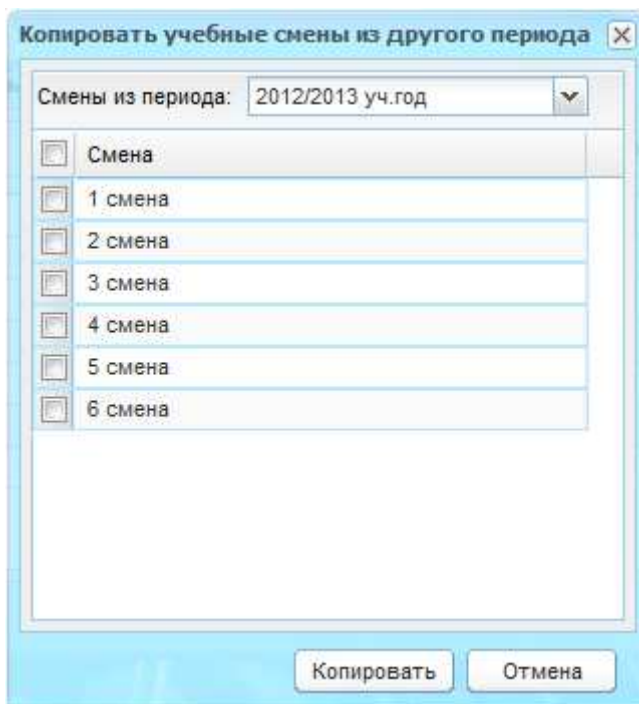 Копировать учебные смены из другого периода
Смены из периода: 2012/2013 уч.год
Смена
1 смена
2 смена
3 смена
4 смена
5 смена
6 смена
Копировать Отмена